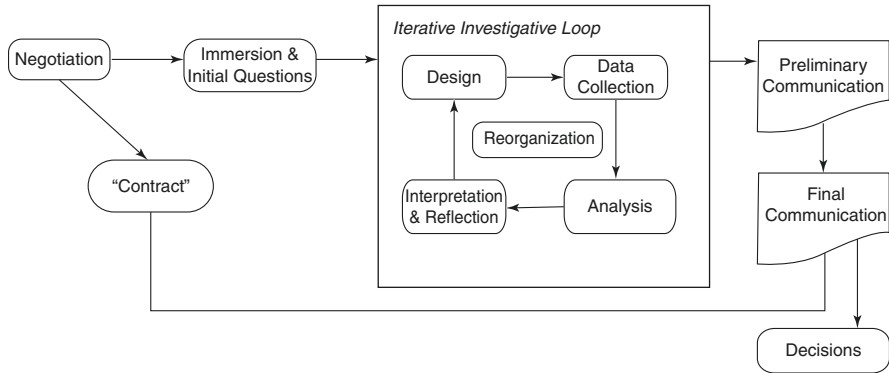 Iterative Investigative Loop
Negotiation
Immersion &
Initial Questions
Design
Data
Collection
Preliminary
Communication
Reorganization
“Contract”
Interpretation
& Reflection
Analysis
Final
Communication
Decisions